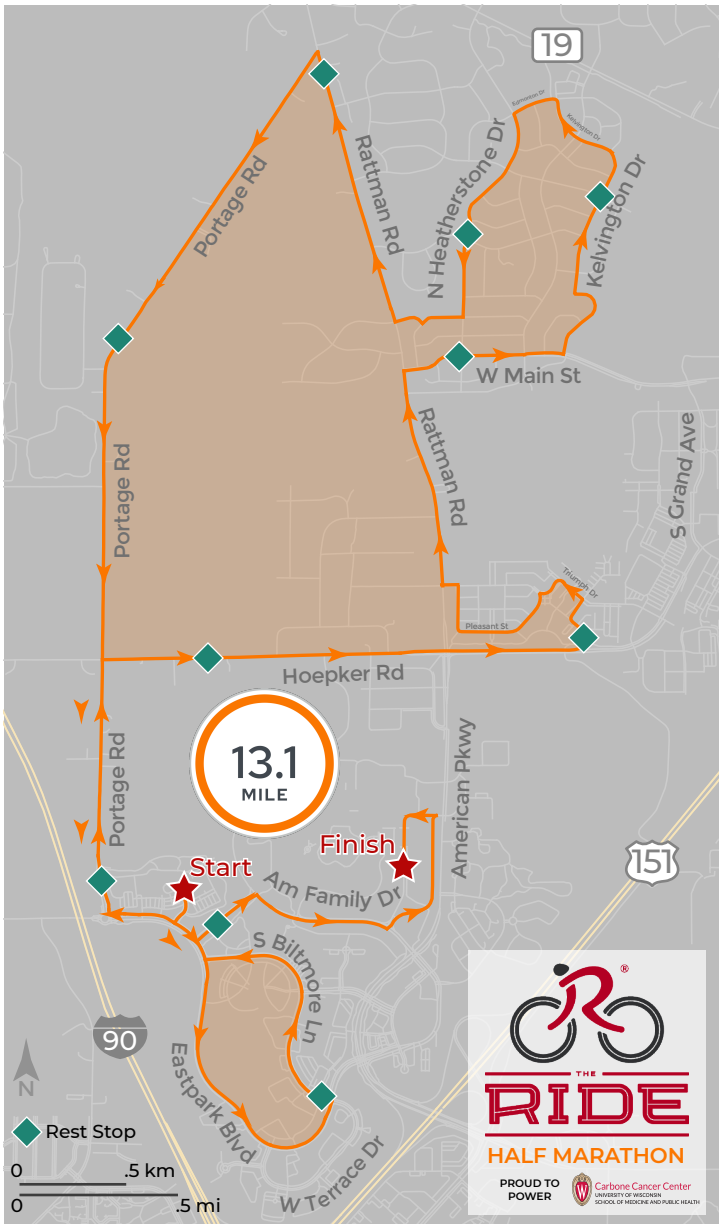 19
Edmonton Dr
Kelvington Dr
N Heatherstone Dr
Rattman Rd
Portage Rd
Kelvington Dr
W Main St
Rattman Rd
S Grand Ave
Portage Rd
Triumph Dr
Pleasant St
Hoepker Rd
13.1
MILE
Portage Rd
American Pkwy
Finish
Start
151
Am Family Dr
S Biltmore Ln
90
Eastpark Blvd
W Terrace Dr
N
Rest Stop
0 .5 km
0 .5 mi
R®
THE
RIDE
HALF MARATHON
PROUD TO
POWER
W
Carbone Cancer Center
UNIVERSITY OF WISCONSIN
SCHOOL OF MEDICINE AND PUBLIC HEALTH